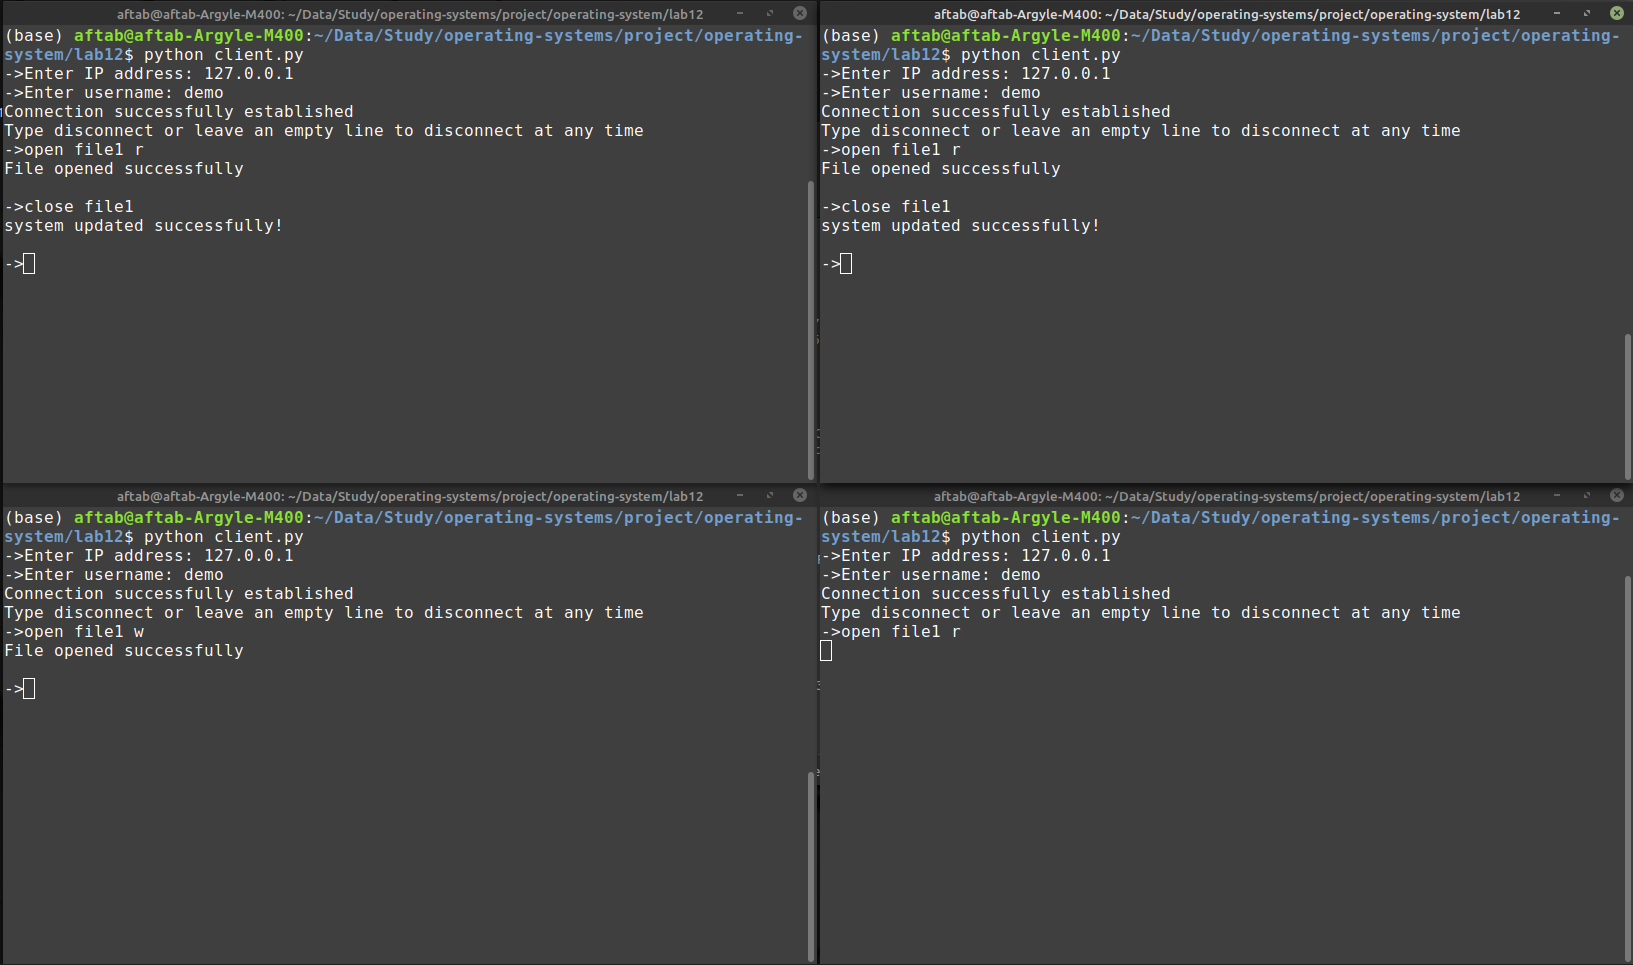 aftab@aftab-Argyle-M400: ~/Data/Study/operating-systems/project/operating-system/lab12
(base) aftab@aftab-Argyle-M400:~/Data/Study/operating-systems/project/operating-
system/lab12$ python client.py
->Enter IP address: 127.0.0.1
->Enter username: demo
Connection successfully established
Type disconnect or leave an empty line to disconnect at any time
->open file1 r
File opened successfully
->close file1
system updated successfully!
->
aftab@aftab-Argyle-M400: ~/Data/Study/operating-systems/project/operating-system/lab12
(base) aftab@aftab-Argyle-M400:~/Data/Study/operating-systems/project/operating-
system/lab12$ python client.py
->Enter IP address: 127.0.0.1
->Enter username: demo
Connection successfully established
Type disconnect or leave an empty line to disconnect at any time
->open file1 r
File opened successfully
->close file1
system updated successfully!
->
aftab@aftab-Argyle-M400: ~/Data/Study/operating-systems/project/operating-system/lab12
(base) aftab@aftab-Argyle-M400:~/Data/Study/operating-systems/project/operating-
system/lab12$ python client.py
->Enter IP address: 127.0.0.1
->Enter username: demo
Connection successfully established
Type disconnect or leave an empty line to disconnect at any time
->open file1 w
File opened successfully
->
aftab@aftab-Argyle-M400: ~/Data/Study/operating-systems/project/operating-system/lab12
(base) aftab@aftab-Argyle-M400:~/Data/Study/operating-systems/project/operating-
system/lab12$ python client.py
->Enter IP address: 127.0.0.1
->Enter username: demo
Connection successfully established
Type disconnect or leave an empty line to disconnect at any time
->open file1 r